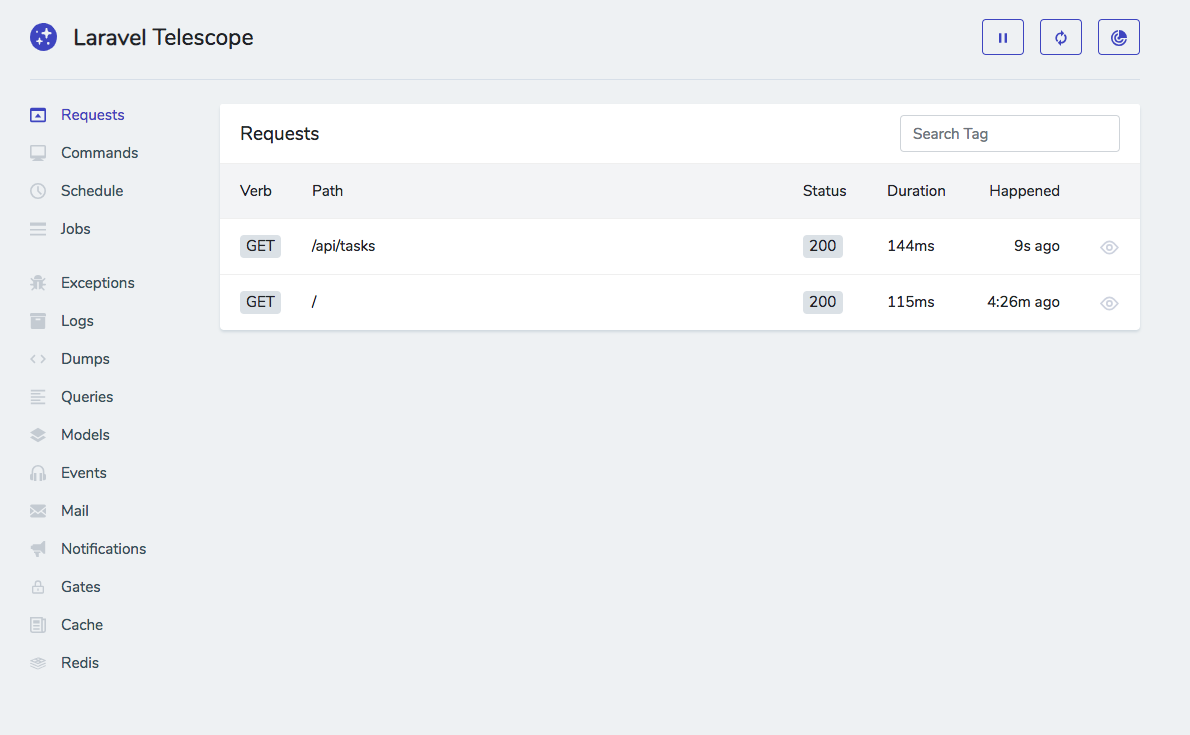 Laravel Telescope
Requests
Commands
Schedule
Jobs
Exceptions
Logs
Dumps
Queries
Models
Events
Mail
Notifications
Gates
Cache
Redis
Requests
Search Tag
Verb Path Status Duration Happened
GET /api/tasks 200 144ms 9s ago
GET / 200 115ms 4:26m ago